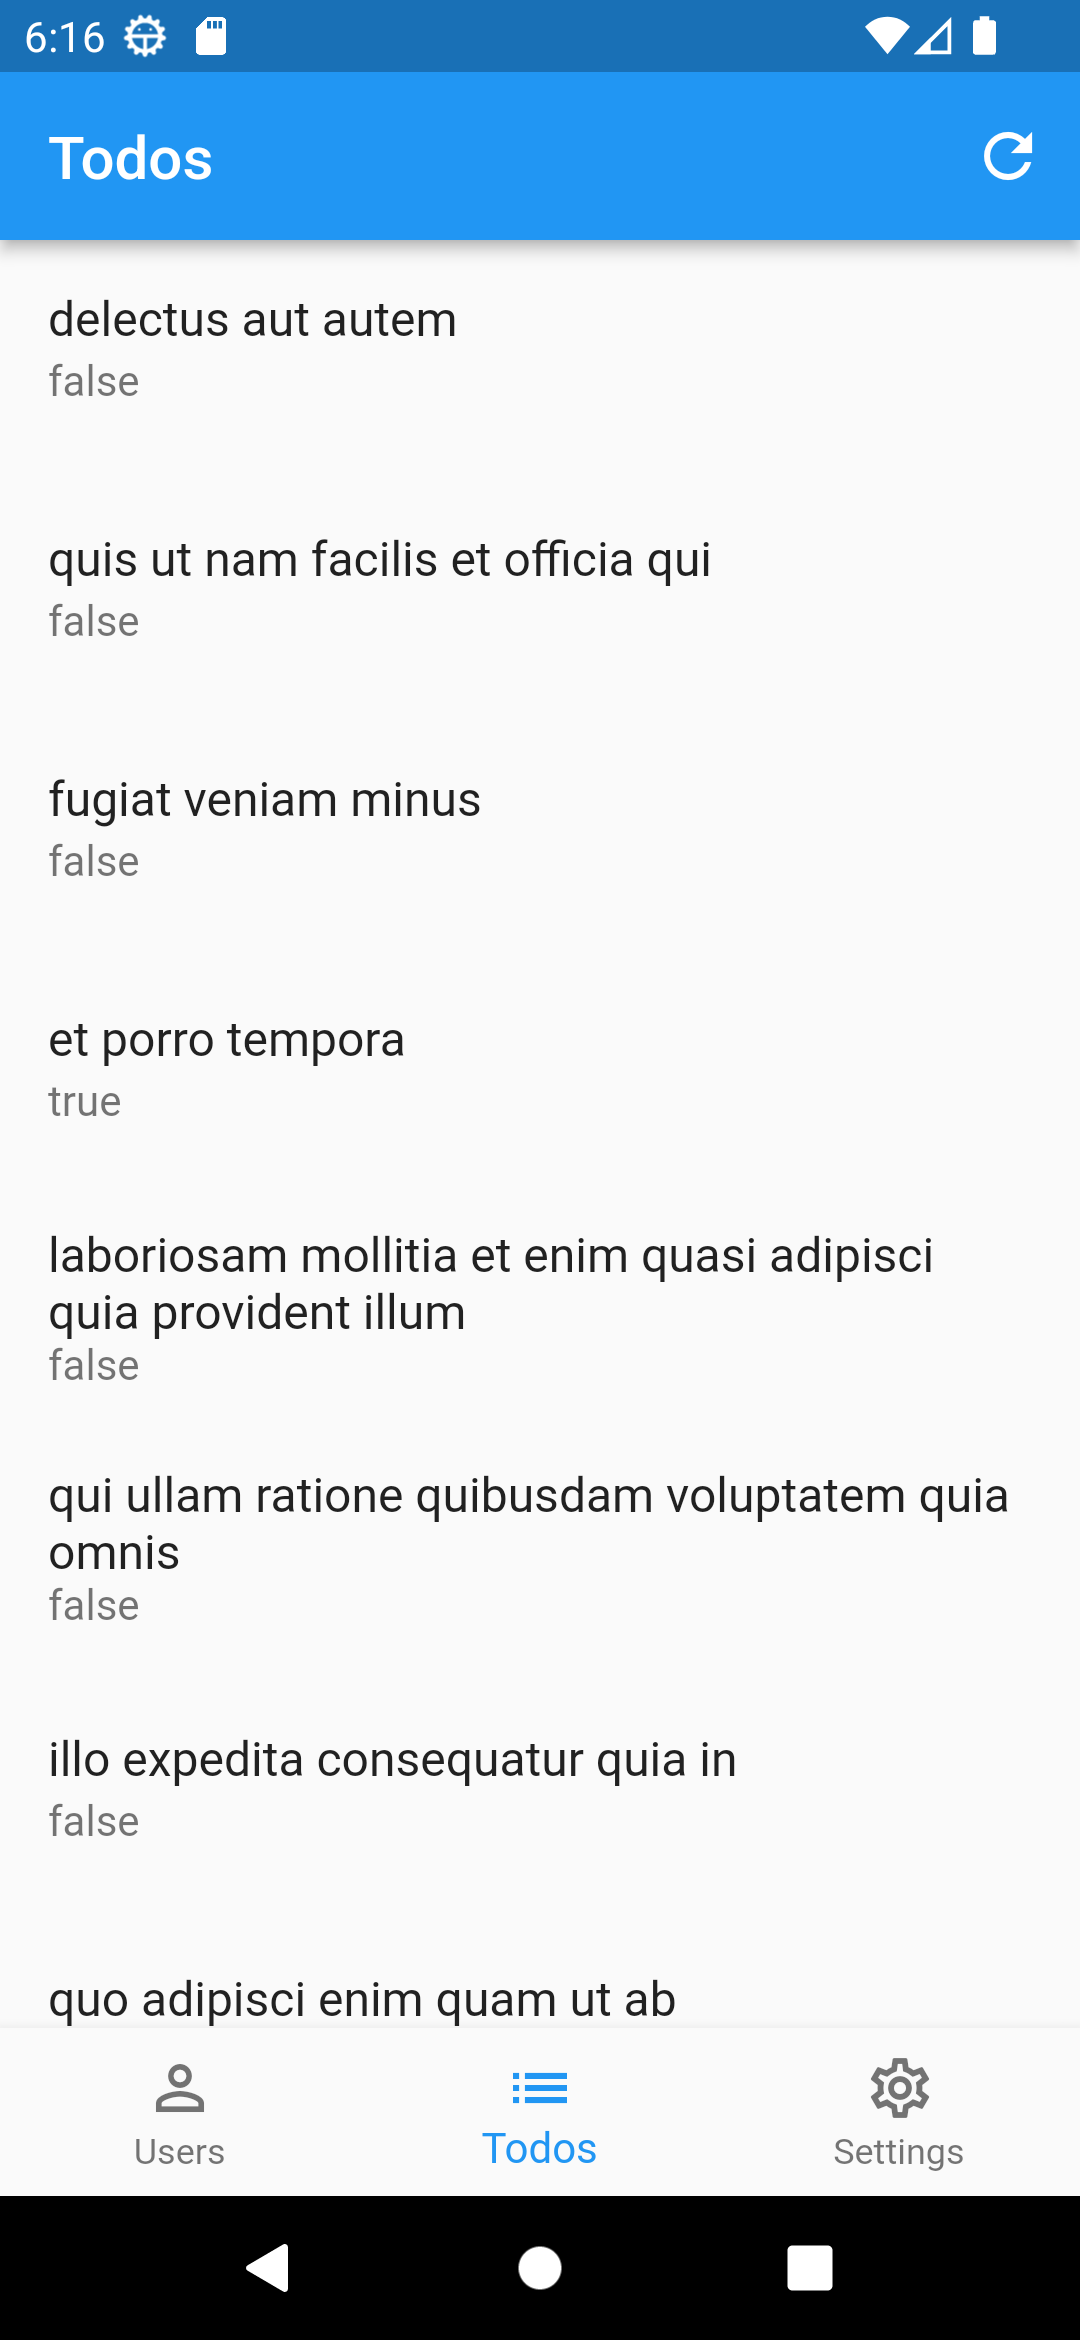 6:16
Todos
delectus aut autem
false
quis ut nam facilis et officia qui
false
fugiat veniam minus
false
et porro tempora
true
laboriosam mollitia et enim quasi adipisci
quia provident illum
false
qui ullam ratione quibusdam voluptatem quia
omnis
false
illo expedita consequatur quia in
false
quo adipisci enim quam ut ab
Users
Todos
Settings